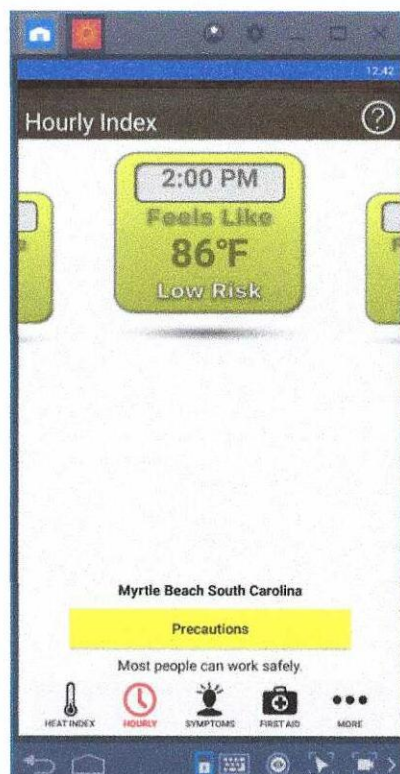 12:42
Hourly Index
?
2:00 PM
Feels Like
86°F
Low Risk
Myrtle Beach South Carolina
Precautions
Most people can work safely.
HEAT INDEX HOURLY SYMPTOMS FIRST AID MORE